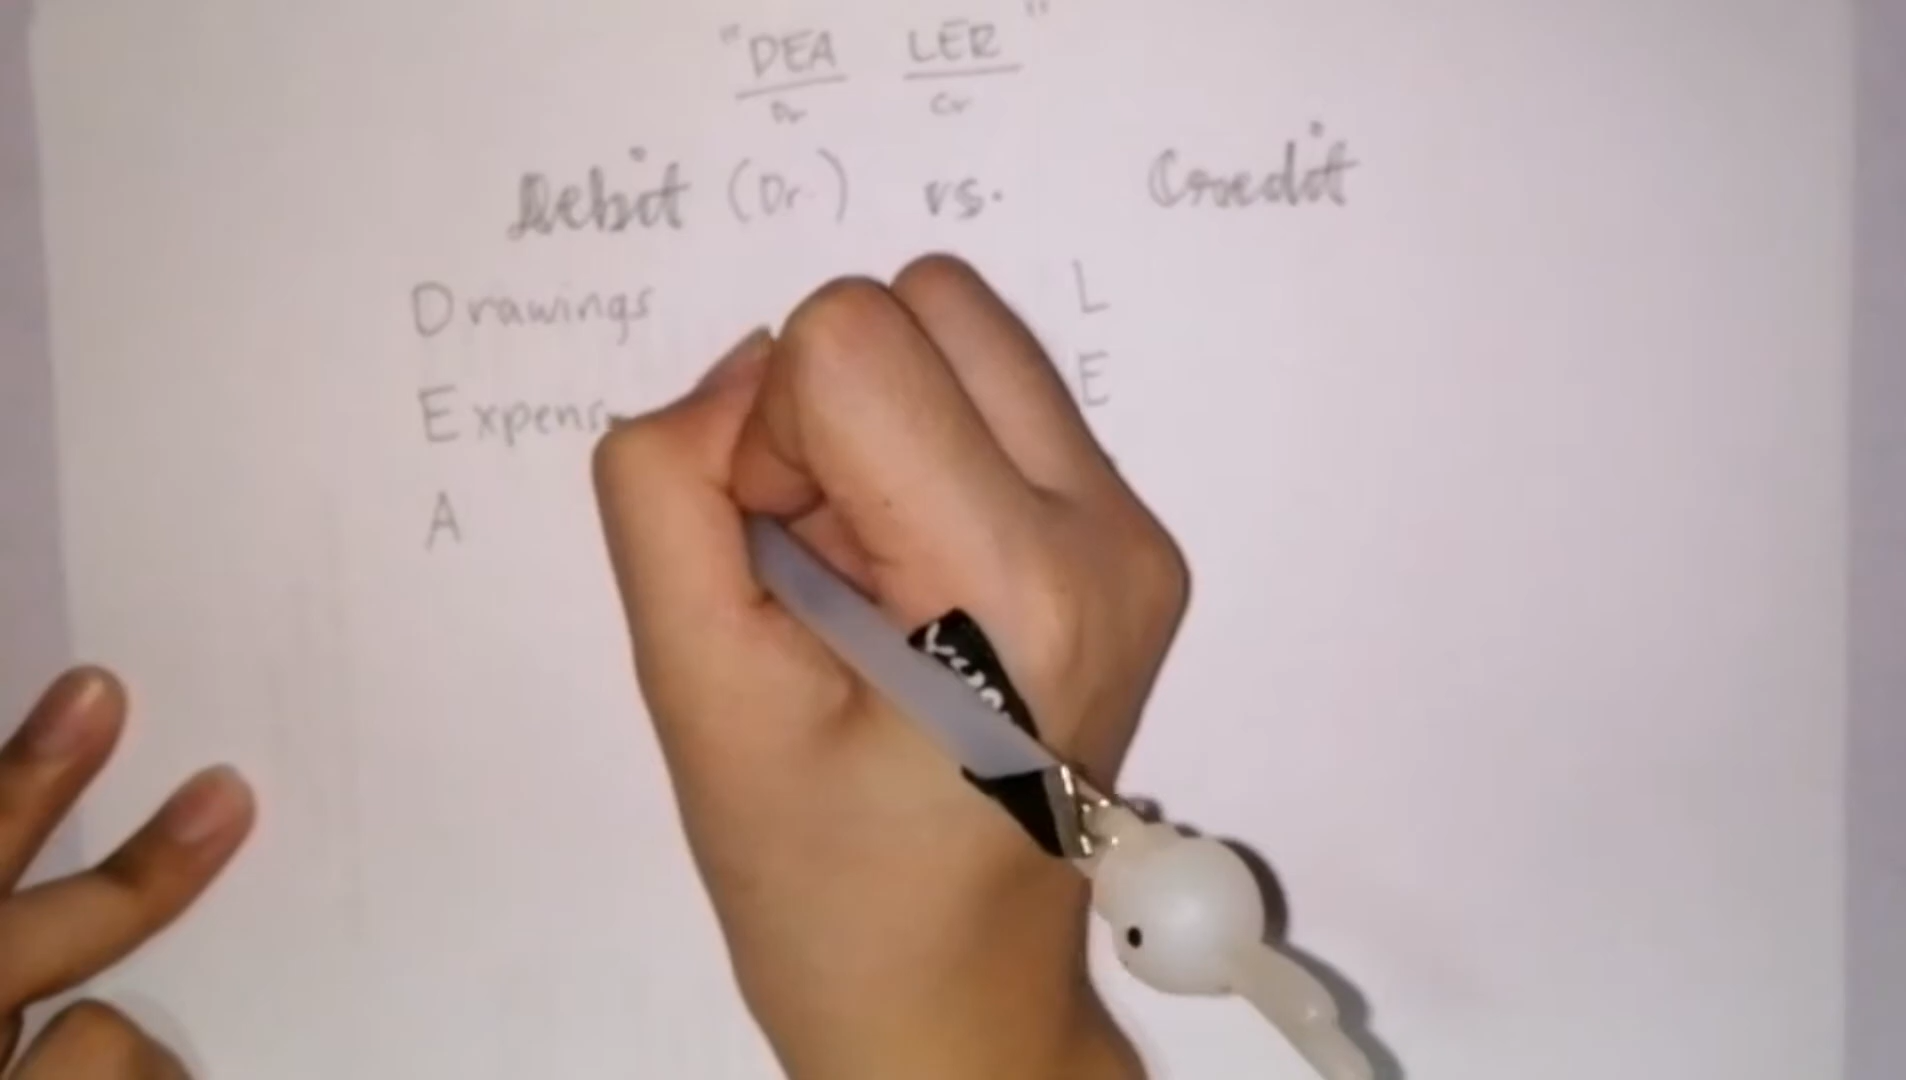 "DEA LER"
Dr Cr
Debit (Dr.) vs. Credit
Drawings L
Expens E
A